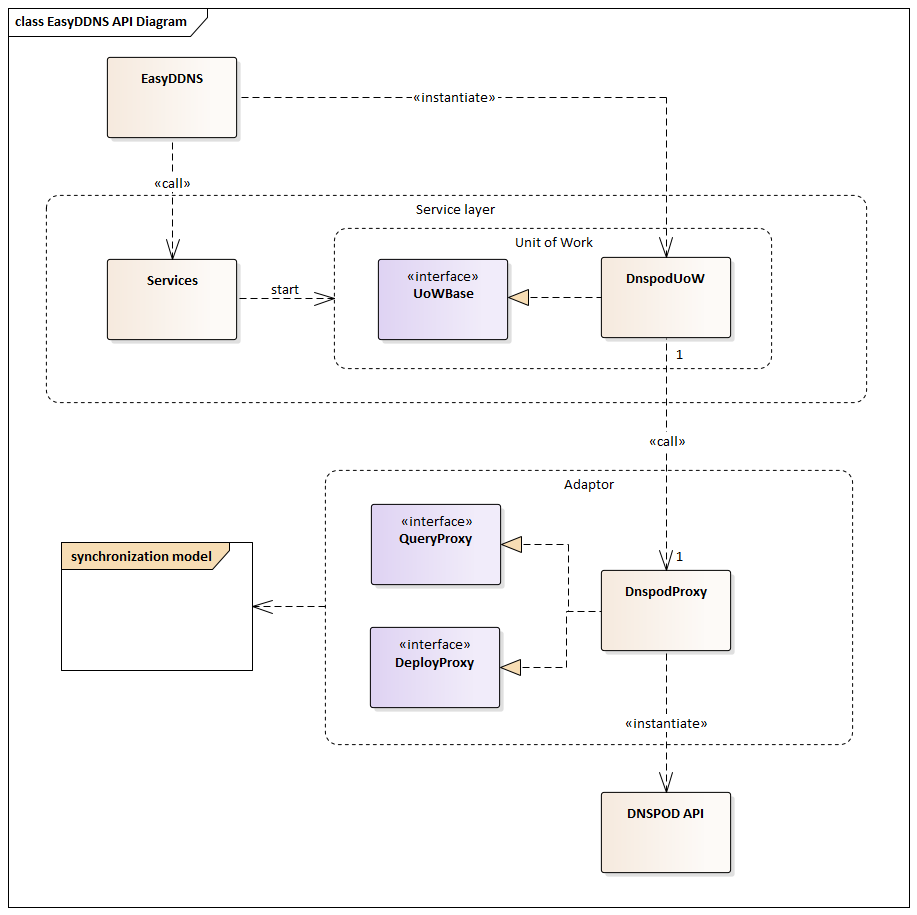 class EasyDDNS API Diagram
EasyDDNS
«instantiate»
«call»
Service layer
Unit of Work
Services
start
«interface»
UoWBase
DnspodUoW
1
«call»
Adaptor
«interface»
QueryProxy
synchronization model
1
DnspodProxy
«interface»
DeployProxy
«instantiate»
DNSPOD API